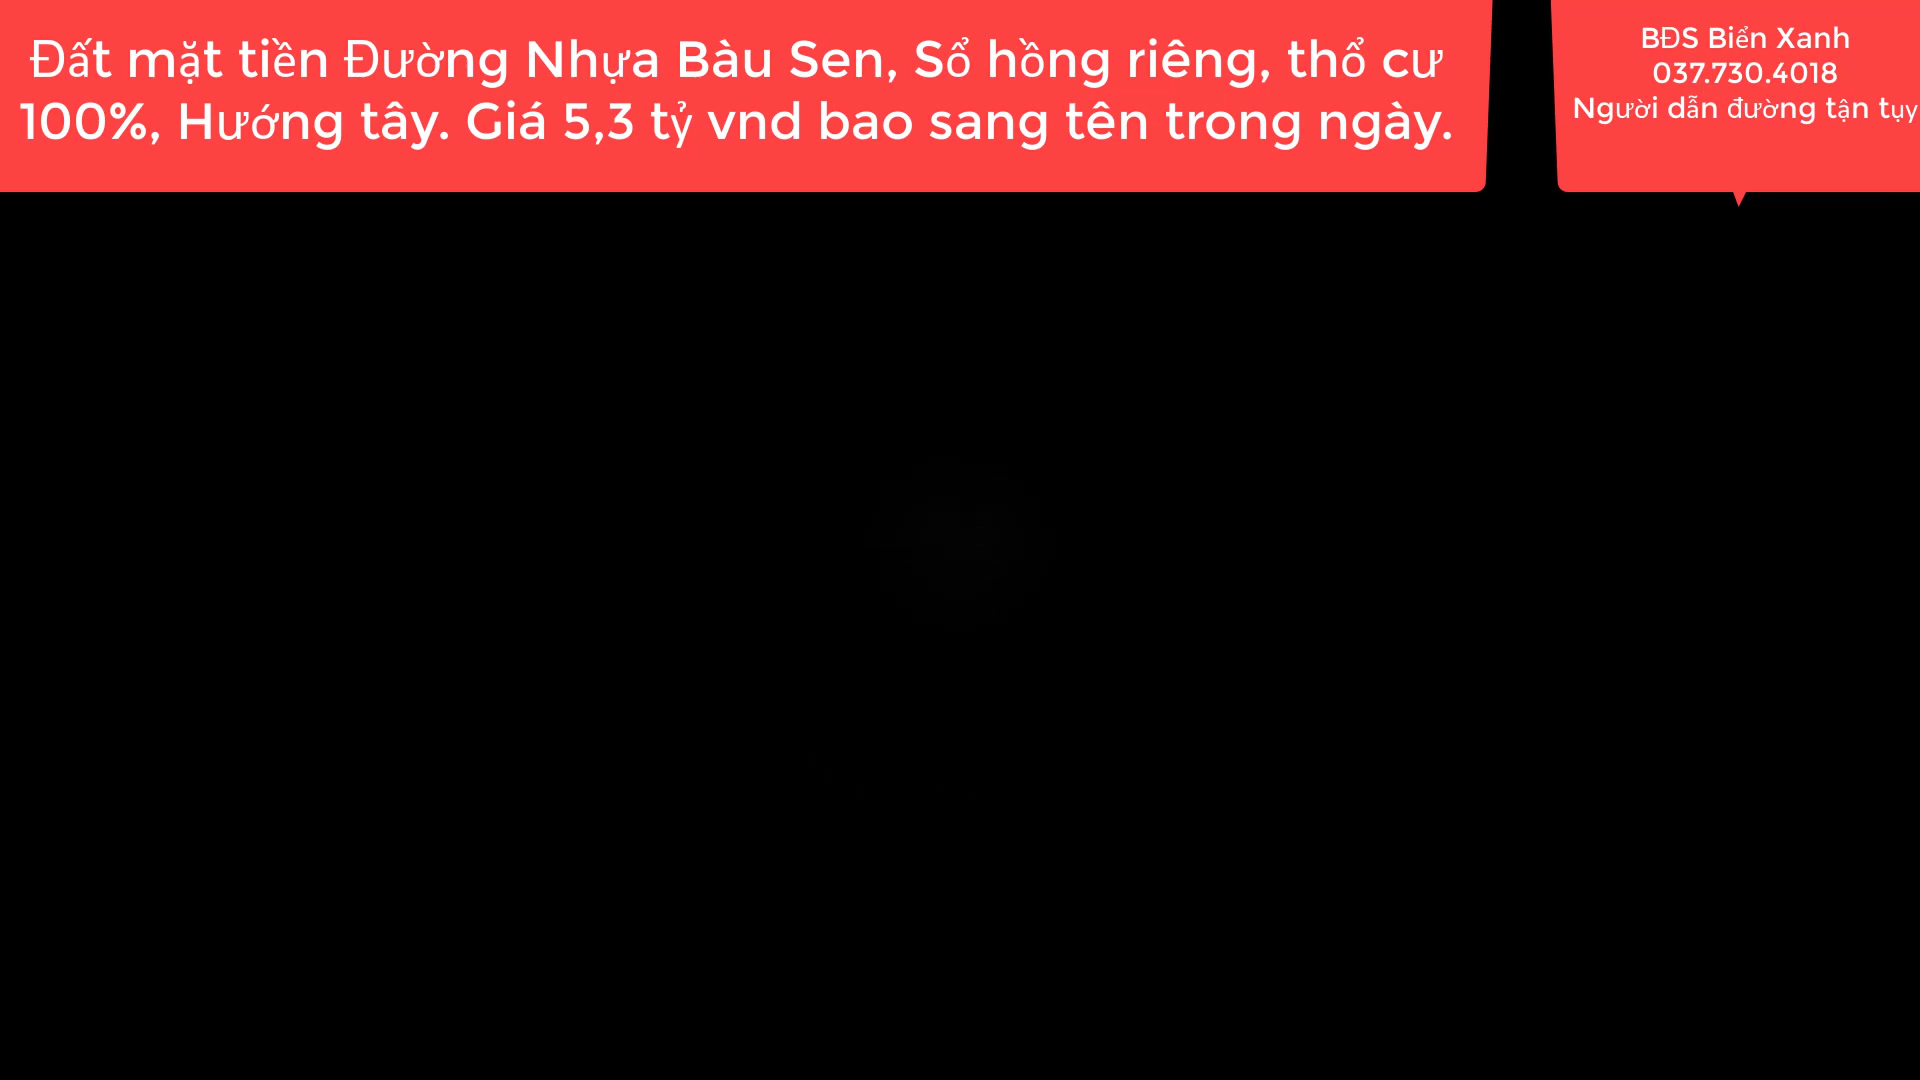 Đất mặt tiền Đường Nhựa Bàu Sen, Sổ hồng riêng, thổ cư
100%, Hướng tây. Giá 5,3 tỷ vnd bao sang tên trong ngày.
BĐS Biển Xanh
037.730.4018
Người dẫn đường tận tụy